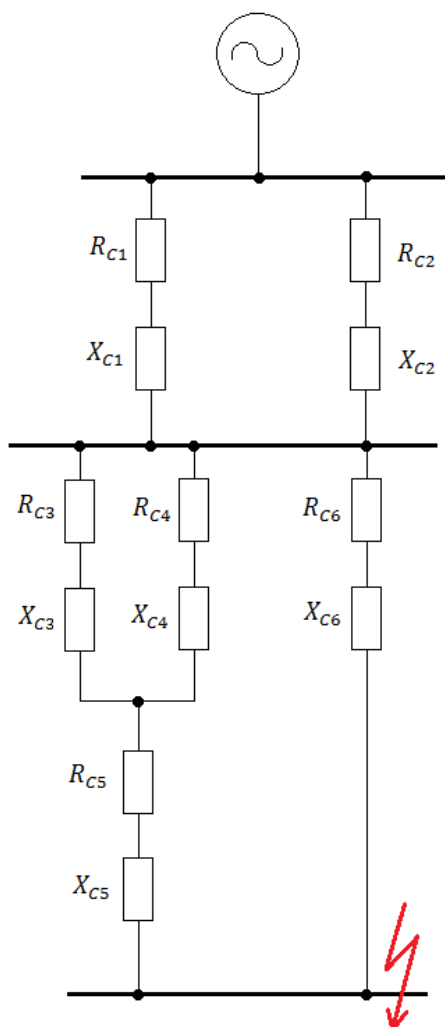 R_{C1}
R_{C2}
X_{C1}
X_{C2}
R_{C3}
R_{C4}
R_{C6}
X_{C3}
X_{C4}
X_{C6}
R_{C5}
X_{C5}